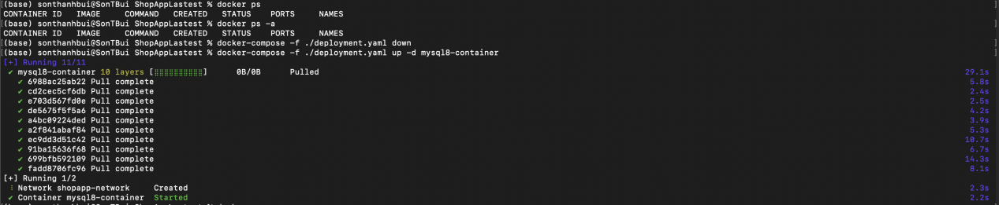 [(base) sonthanhbui@SonTBui ShopAppLastest % docker ps
CONTAINER ID   IMAGE     COMMAND   CREATED   STATUS    PORTS     NAMES
[(base) sonthanhbui@SonTBui ShopAppLastest % docker ps -a
CONTAINER ID   IMAGE     COMMAND   CREATED   STATUS    PORTS     NAMES
[(base) sonthanhbui@SonTBui ShopAppLastest % docker-compose -f ./deployment.yaml down
[(base) sonthanhbui@SonTBui ShopAppLastest % docker-compose -f ./deployment.yaml up -d mysql8-container
[+] Running 11/11
✔ mysql8-container 10 layers [⣿⣿⣿⣿⣿⣿⣿⣿⣿⣿]      0B/0B      Pulled 29.1s
✔ 6988ac25ab22 Pull complete 5.8s
✔ cd2cec5cf6db Pull complete 2.4s
✔ e703d567fd0e Pull complete 2.5s
✔ de5675f5f5a6 Pull complete 4.2s
✔ a4bc09224ded Pull complete 3.9s
✔ a2f841abaf84 Pull complete 5.3s
✔ ec9dd3d51c42 Pull complete 10.7s
✔ 91ba15636f68 Pull complete 6.7s
✔ 699bfb592109 Pull complete 14.3s
✔ fadd8706fc96 Pull complete 8.1s
[+] Running 1/2
⠸ Network shopapp-network     Created 2.3s
✔ Container mysql8-container  Started 2.2s